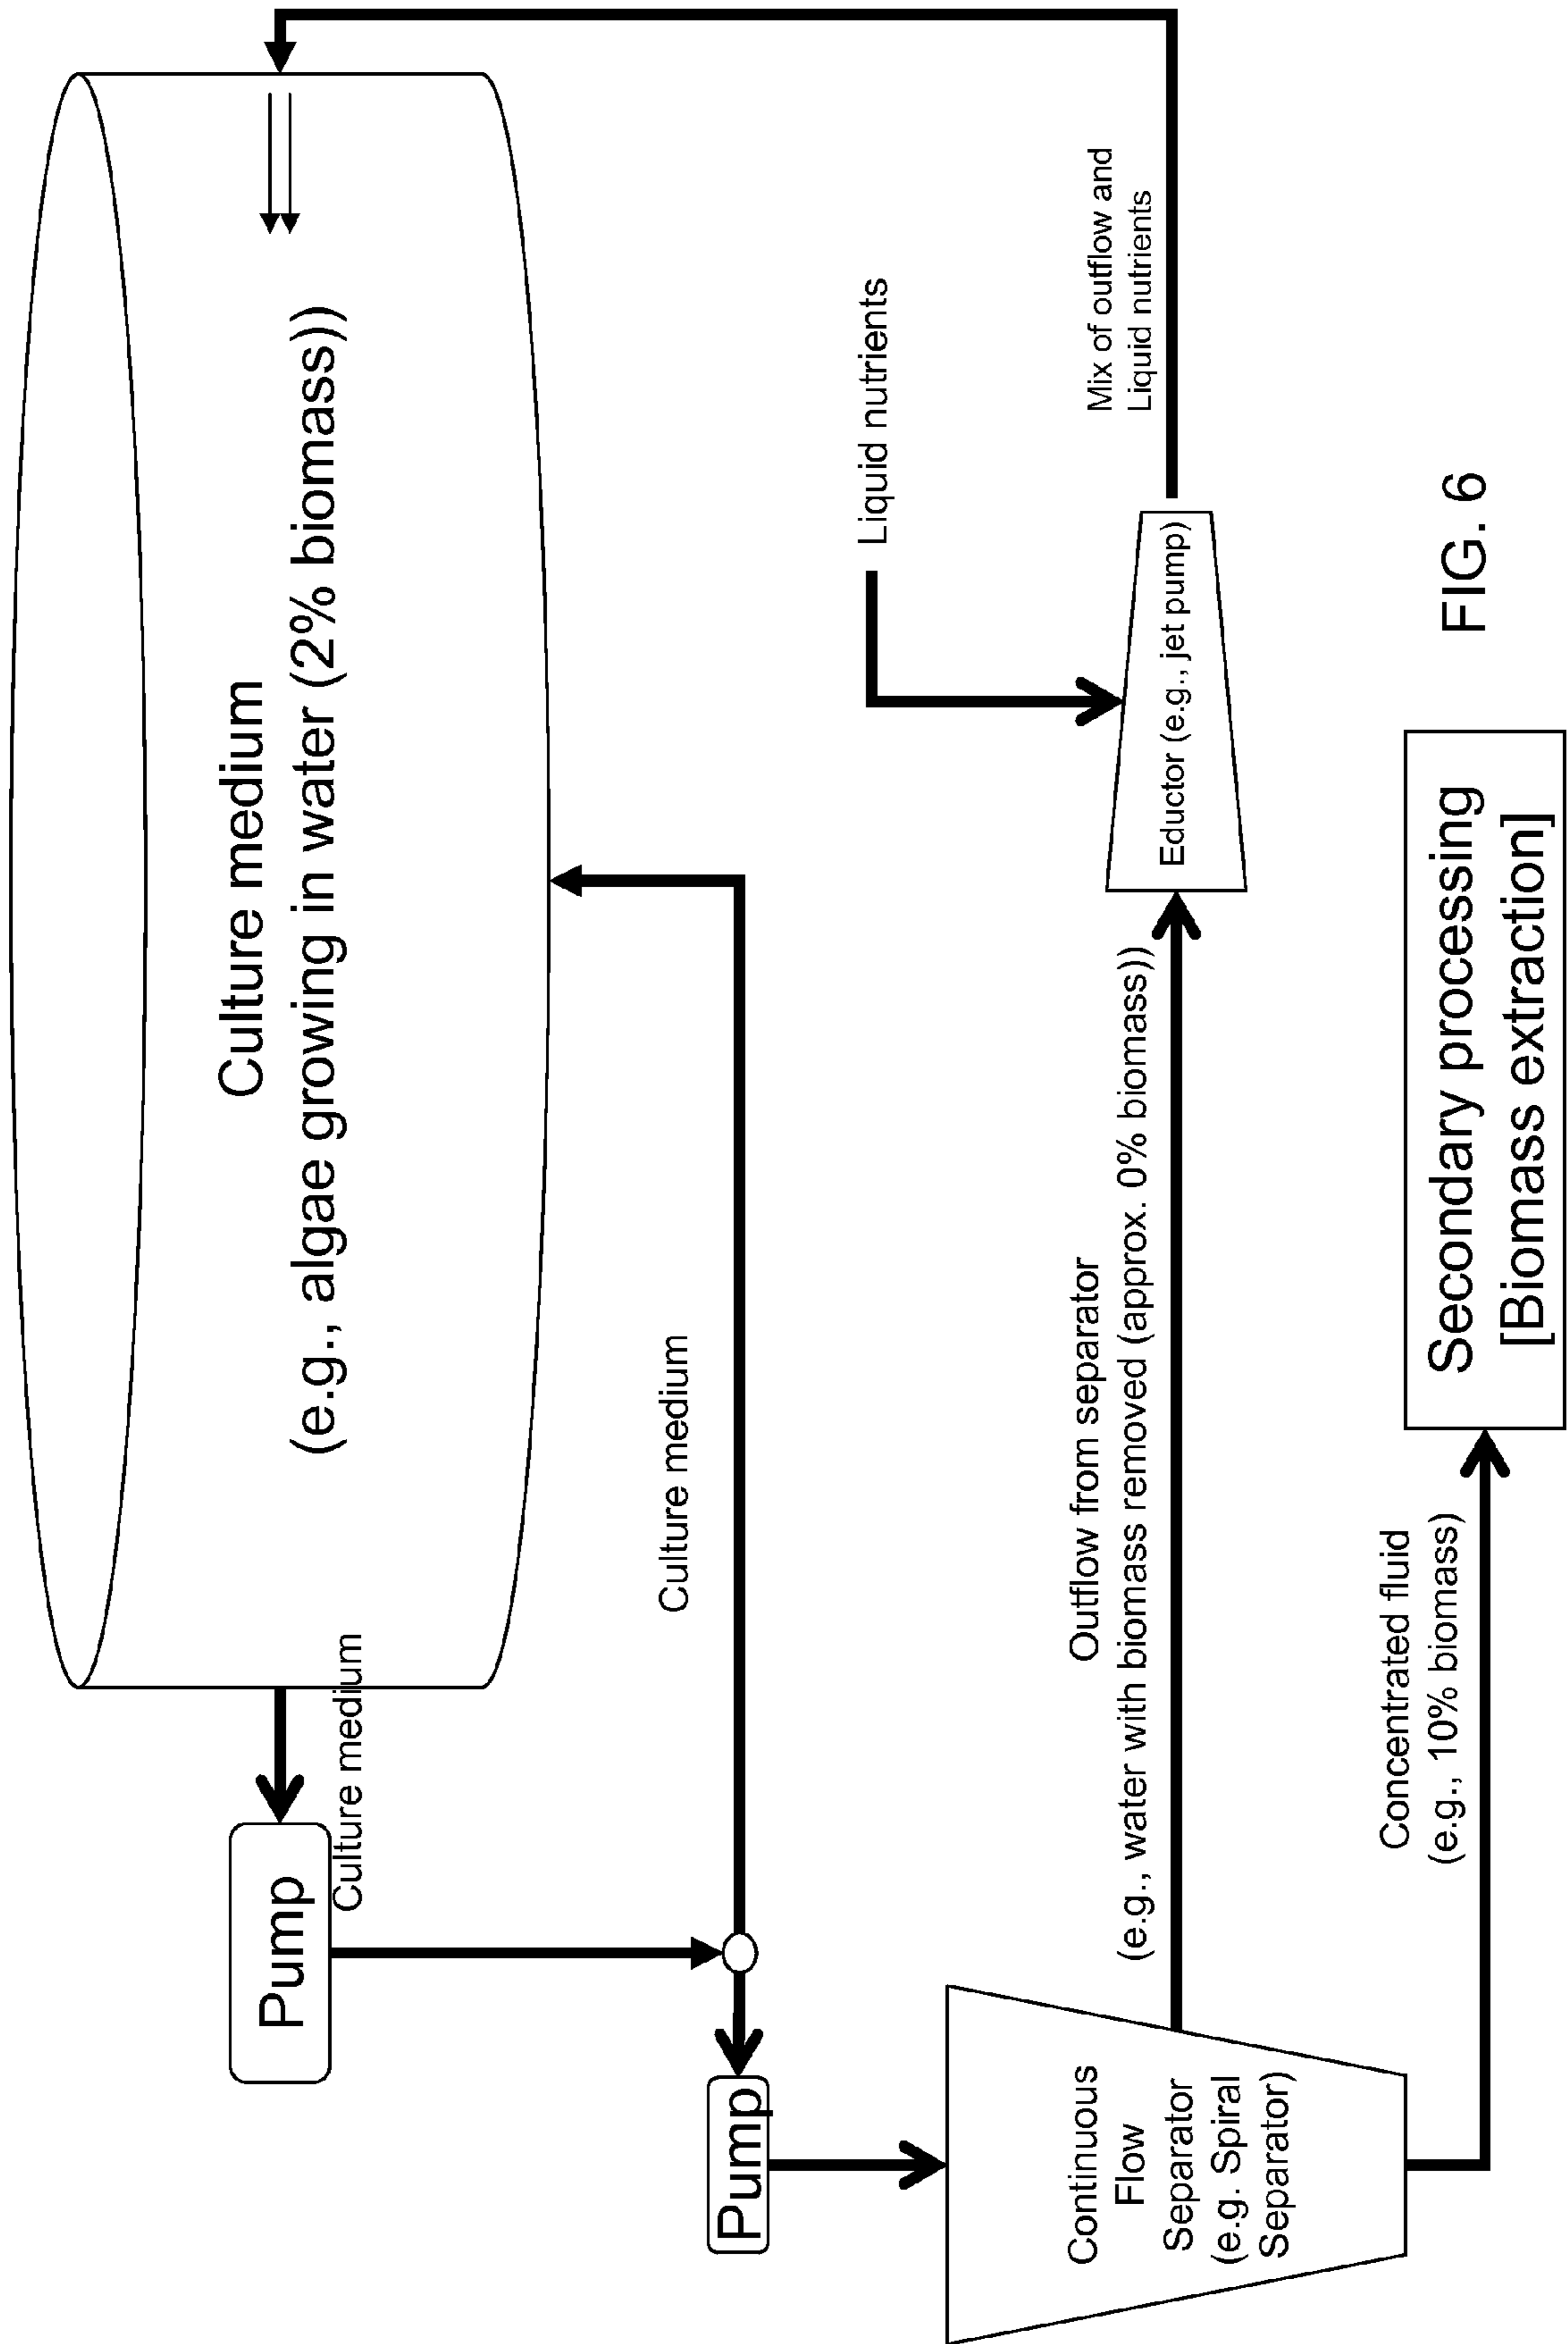 Culture medium
(e.g., algae growing in water (2% biomass))
Pump
Culture medium
Culture medium
Pump
Liquid nutrients
Continuous
Flow
Separator
(e.g. Spiral
Separator)
Outflow from separator
(e.g., water with biomass removed (approx. 0% biomass))
Eductor (e.g., jet pump)
Mix of outflow and
Liquid nutrients
Concentrated fluid
(e.g., 10% biomass)
Secondary processing
[Biomass extraction]
FIG. 6